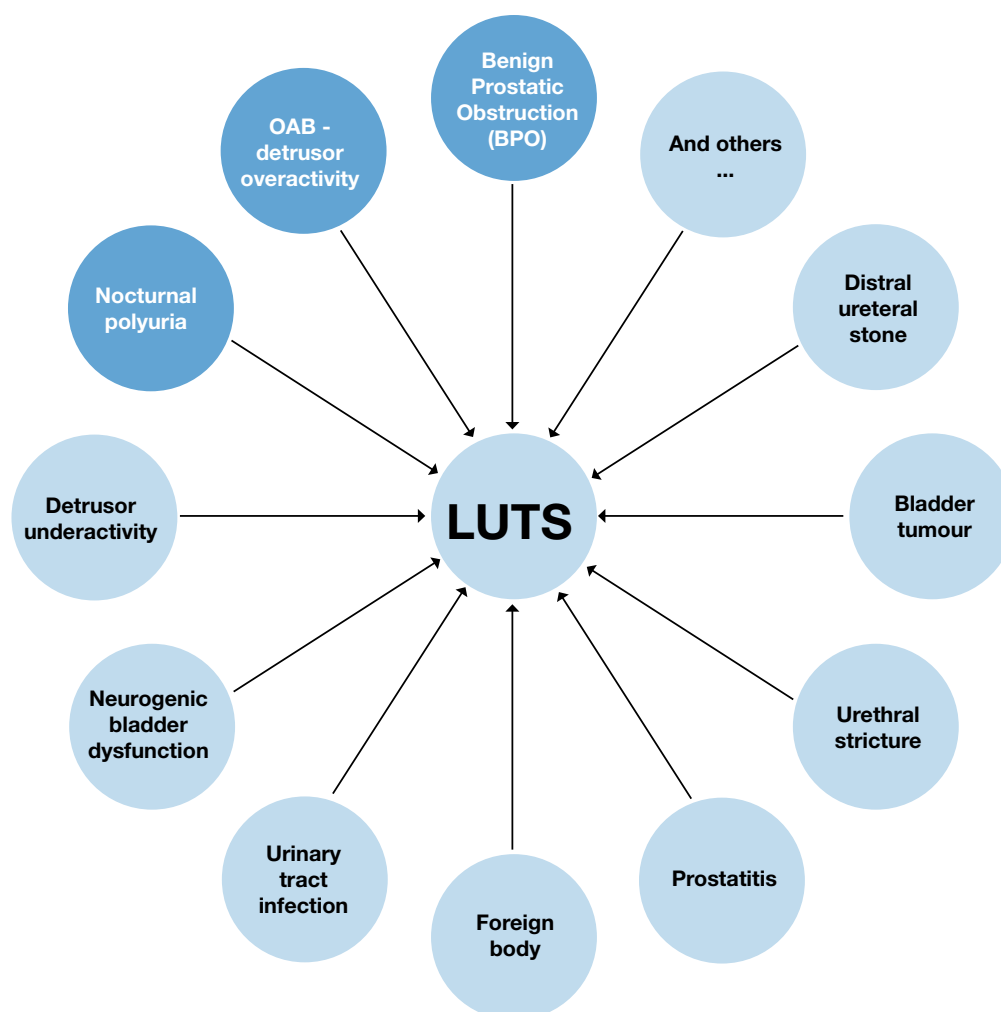 Benign
Prostatic
Obstruction
(BPO)
And others
...
Distral
ureteral
stone
Bladder
tumour
Urethral
stricture
Prostatitis
Foreign
body
Urinary
tract
infection
Neurogenic
bladder
dysfunction
Detrusor
underactivity
Nocturnal
polyuria
OAB -
detrusor
overactivity
LUTS